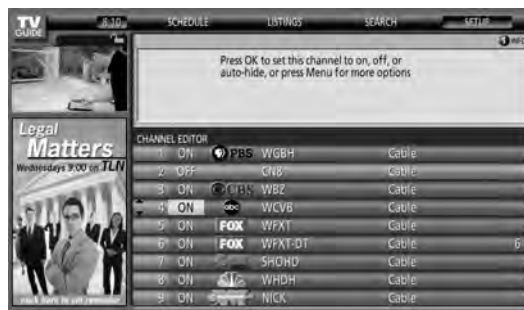 TV GUIDE 8:10 SCHEDULE LISTINGS SEARCH SETUP
INFO
Press OK to set this channel to on, off, or
auto-hide, or press Menu for more options
Legal
Matters
Wednesdays 9:00 on TLN
CHANNEL EDITOR
1 ON PBS WGBH Cable
2 OFF CN8 Cable
3 ON CBS WBZ Cable
4 ON abc WCVB Cable
5 ON FOX WFXT Cable
6 ON FOX WFXT-DT Cable 6
7 ON SHOHD Cable
8 ON WHDH Cable
9 ON NICK Cable